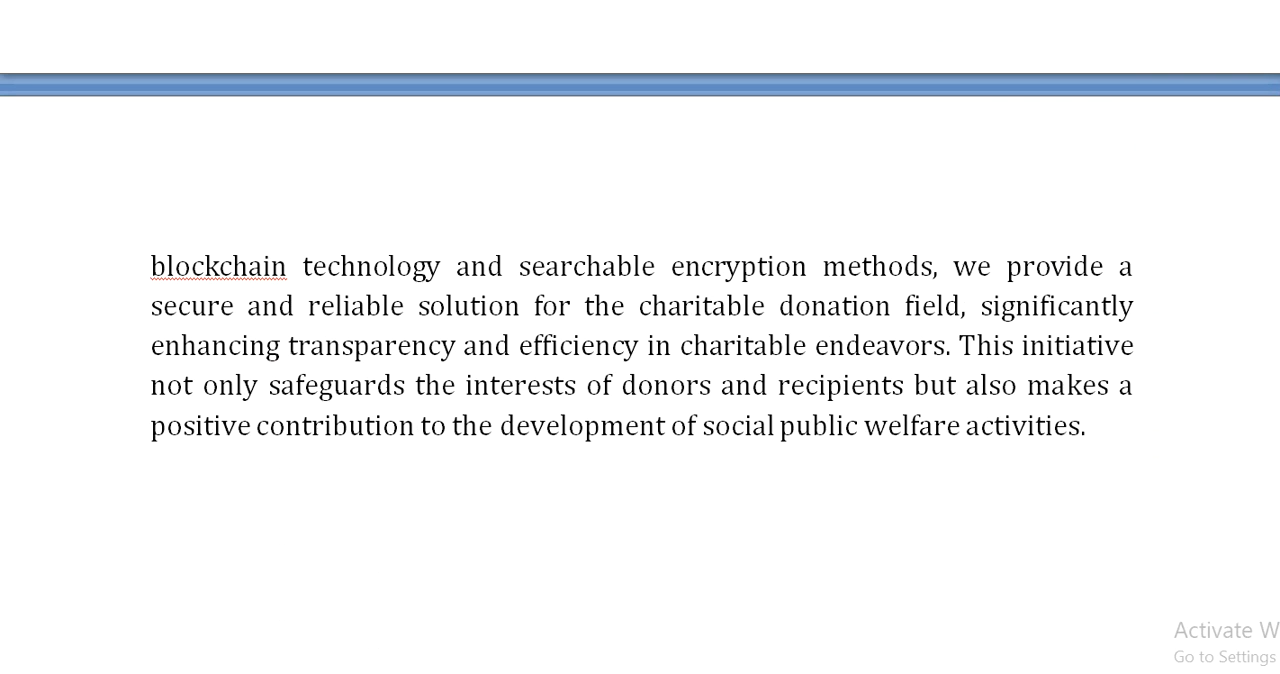 blockchain technology and searchable encryption methods, we provide a
secure and reliable solution for the charitable donation field, significantly
enhancing transparency and efficiency in charitable endeavors. This initiative
not only safeguards the interests of donors and recipients but also makes a
positive contribution to the development of social public welfare activities.
Activate W
Go to Settings